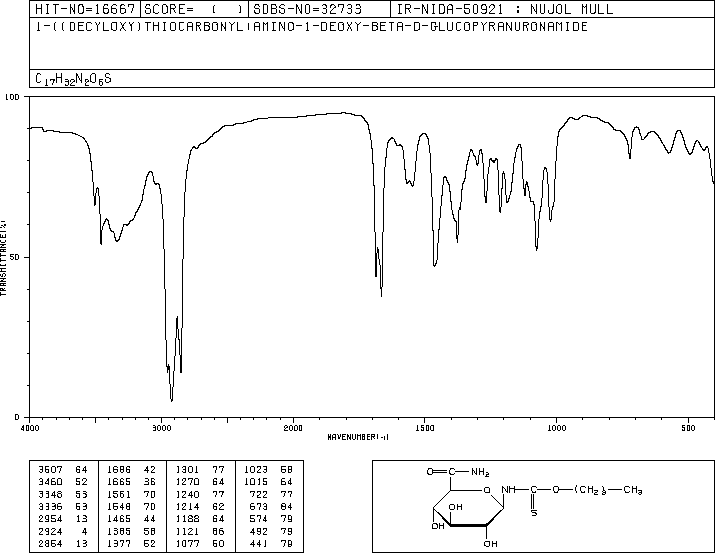 HIT-NO=16667 SCORE= ( ) SDBS-NO=32733 IR-NIDA-50921 : NUJOL MULL
1-((DECYLOXY)THIOCARBONYL)AMINO-1-DEOXY-BETA-D-GLUCOPYRANURONAMIDE
C17H32N2O6S
100
50
0
TRANSMITTANCE(%)
4000 3000 2000 1500 1000 500
WAVENUMBER(-1)
3507 64 1686 42 1301 77 1023 58
3460 52 1665 36 1270 64 1015 64
3348 53 1561 70 1240 77 722 77
3336 53 1548 70 1214 62 673 84
2954 13 1465 44 1188 64 574 79
2924 4 1385 58 1121 66 492 79
2854 13 1377 52 1077 50 441 79
O C NH2
O NH C O (CH2)9 CH3
OH S
OH
OH